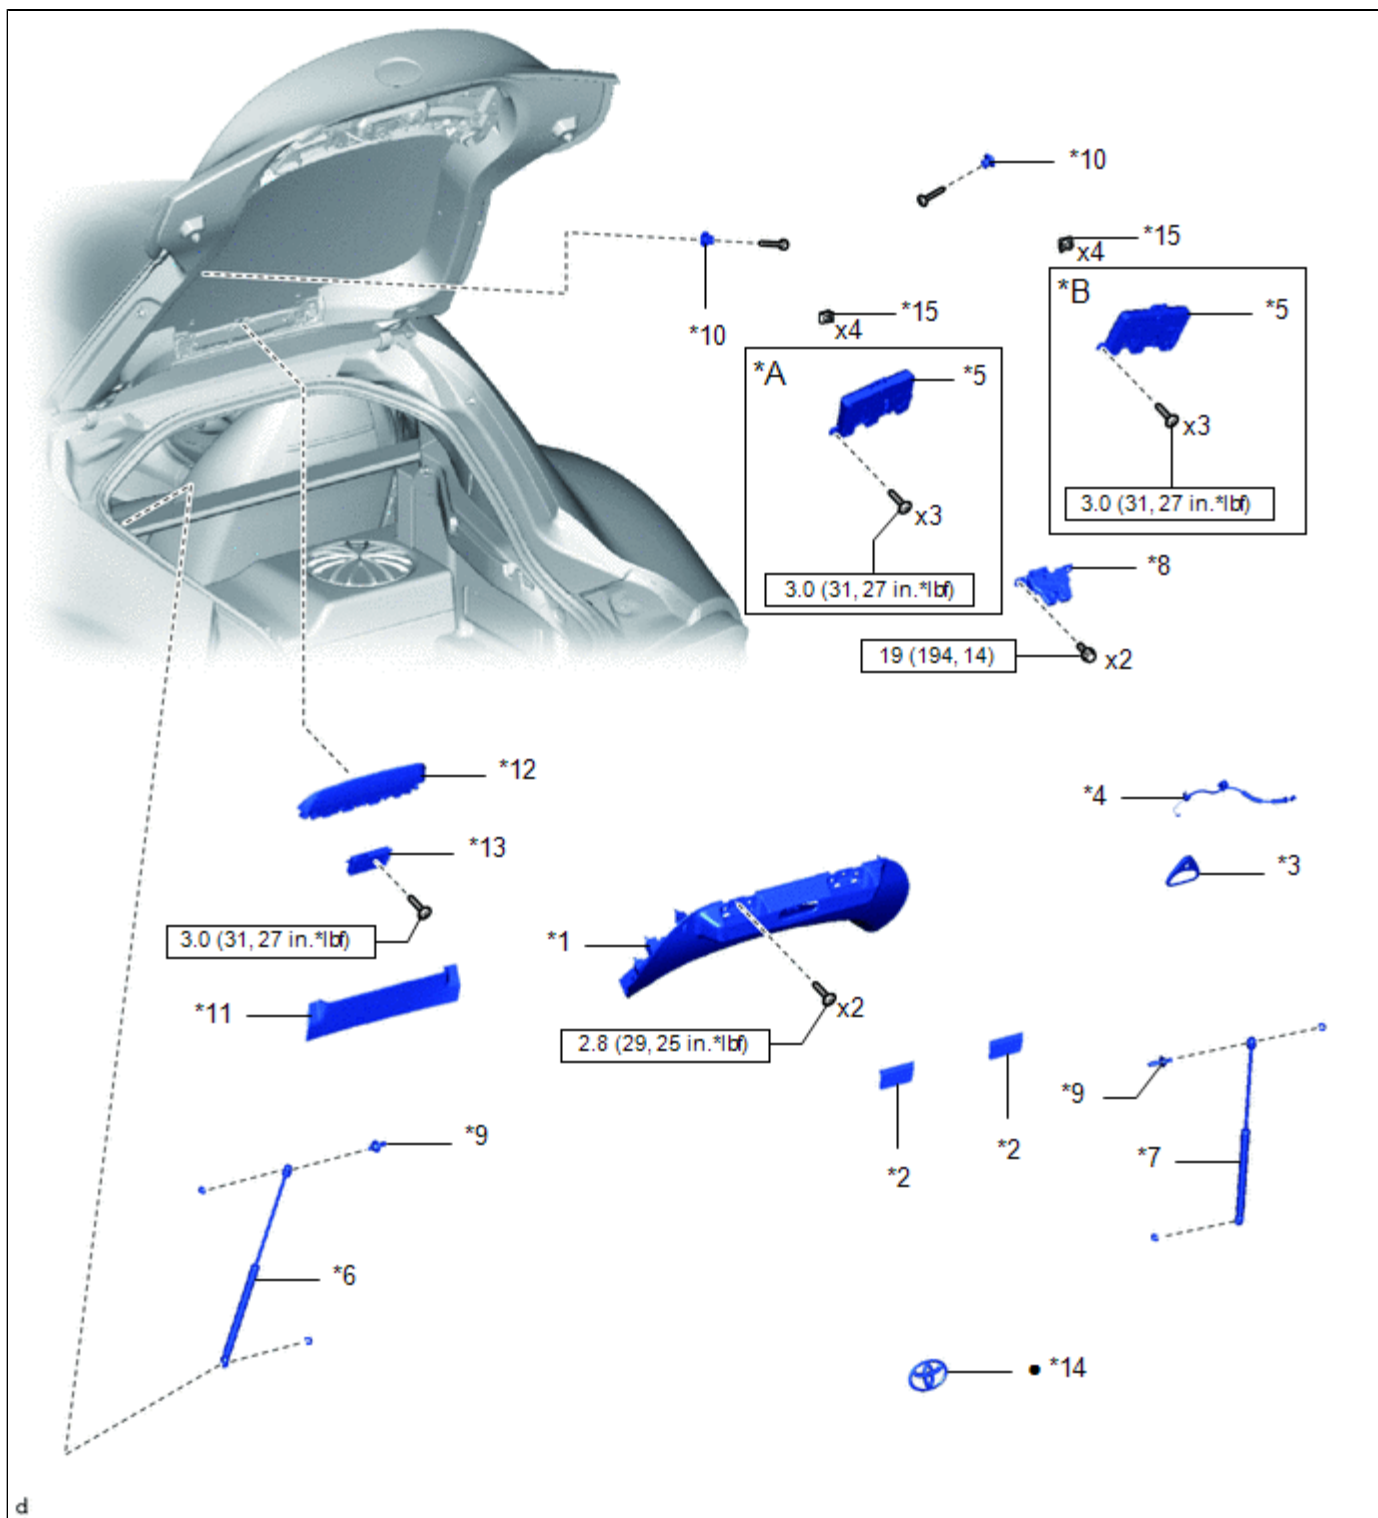 *10
*15
x4
*10
*15
x4
*B
*5
x3
3.0 (31, 27 in.*lbf)
*A
*5
x3
3.0 (31, 27 in.*lbf)
*8
19 (194, 14)
x2
*12
*4
*13
*3
3.0 (31, 27 in.*lbf)
*1
x2
*11
2.8 (29, 25 in.*lbf)
*9
*9
*2
*2
*7
*6
● *14
d